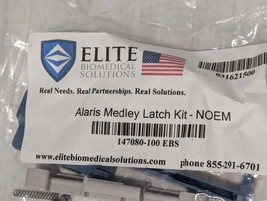 ELITE
BIOMEDICAL
SOLUTIONS
Real Needs. Real Partnerships. Real Solutions.
Alaris Medley Latch Kit - NOEM
147080-100 EBS
www.elitebiomedicalsolutions.com phone 855-291-6701